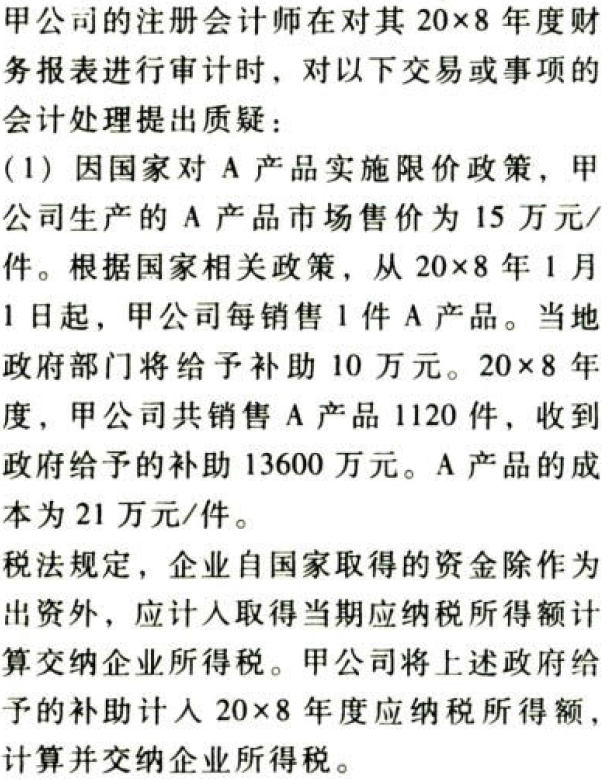 甲公司的注册会计师在对其 20×8 年度财
务报表进行审计时，对以下交易或事项的
会计处理提出质疑：
(1) 因国家对 A 产品实施限价政策，甲
公司生产的 A 产品市场售价为 15 万元/
件。根据国家相关政策，从 20×8 年 1 月
1 日起，甲公司每销售 1 件 A 产品。当地
政府部门将给予补助 10 万元。20×8 年
度，甲公司共销售 A 产品 1120 件，收到
政府给予的补助 13600 万元。A 产品的成
本为 21 万元/件。
税法规定，企业自国家取得的资金除作为
出资外，应计入取得当期应纳税所得额计
算交纳企业所得税。甲公司将上述政府给
予的补助计入 20×8 年度应纳税所得额，
计算并交纳企业所得税。